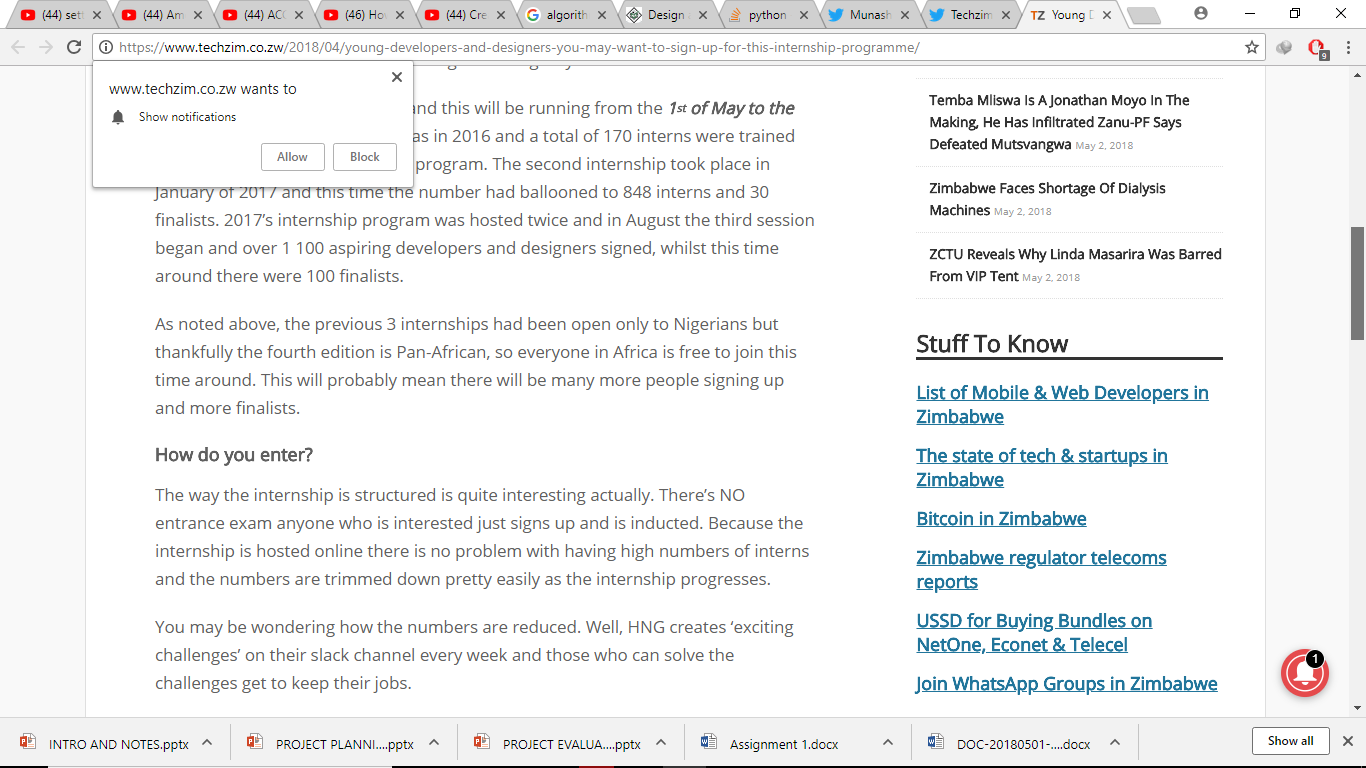 (44) set
(44) Am
(44) ACC
(46) Ho
(44) Cre
algorith
Design
python
Munash
Techzim
TZ Young D
https://www.techzim.co.zw/2018/04/young-developers-and-designers-you-may-want-to-sign-up-for-this-internship-programme/
9
www.techzim.co.zw wants to
Show notifications
Allow
Block
nd this will be running from the 1st of May to the
as in 2016 and a total of 170 interns were trained
program. The second internship took place in
January of 2017 and this time the number had ballooned to 848 interns and 30
finalists. 2017’s internship program was hosted twice and in August the third session
began and over 1 100 aspiring developers and designers signed, whilst this time
around there were 100 finalists.
As noted above, the previous 3 internships had been open only to Nigerians but
thankfully the fourth edition is Pan-African, so everyone in Africa is free to join this
time around. This will probably mean there will be many more people signing up
and more finalists.
How do you enter?
The way the internship is structured is quite interesting actually. There’s NO
entrance exam anyone who is interested just signs up and is inducted. Because the
internship is hosted online there is no problem with having high numbers of interns
and the numbers are trimmed down pretty easily as the internship progresses.
You may be wondering how the numbers are reduced. Well, HNG creates ‘exciting
challenges’ on their slack channel every week and those who can solve the
challenges get to keep their jobs.
Temba Mliswa Is A Jonathan Moyo In The
Making, He Has Infiltrated Zanu-PF Says
Defeated Mutsvangwa May 2, 2018
Zimbabwe Faces Shortage Of Dialysis
Machines May 2, 2018
ZCTU Reveals Why Linda Masarira Was Barred
From VIP Tent May 2, 2018
Stuff To Know
List of Mobile & Web Developers in
Zimbabwe
The state of tech & startups in
Zimbabwe
Bitcoin in Zimbabwe
Zimbabwe regulator telecoms
reports
USSD for Buying Bundles on
NetOne, Econet & Telecel
Join WhatsApp Groups in Zimbabwe
1
INTRO AND NOTES.pptx
PROJECT PLANNI....pptx
PROJECT EVALUA....pptx
Assignment 1.docx
DOC-20180501-....docx
Show all